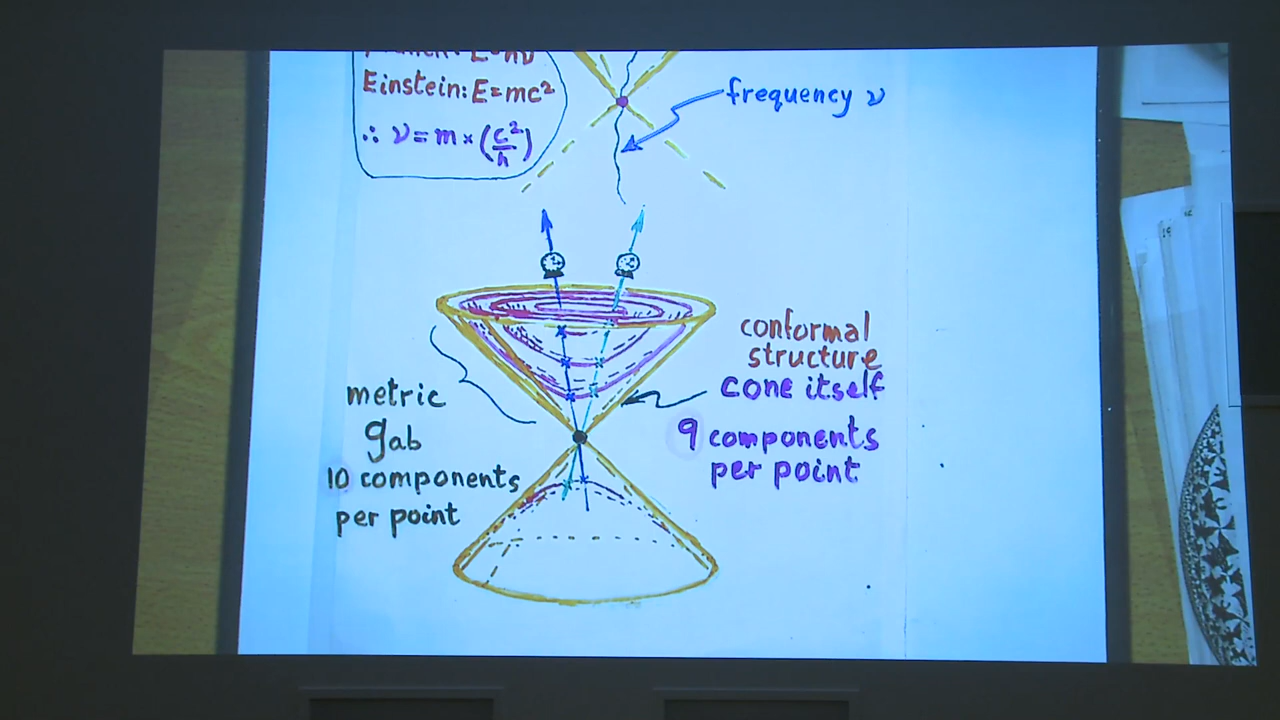 Einstein: E=mc²
∴ ν = m × (c²/h)
frequency ν
conformal
structure
cone itself
9 components
per point
metric
gab
10 components
per point